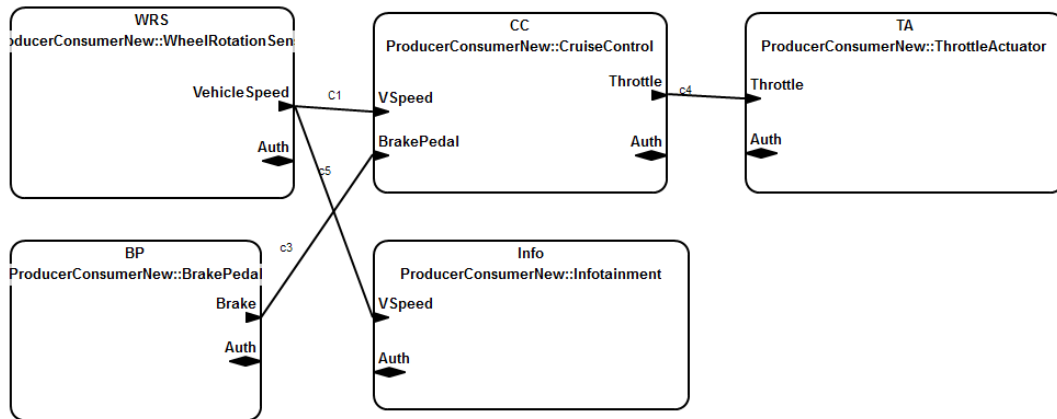 WRS
oducerConsumerNew::WheelRotationSen
VehicleSpeed
Auth
C1
c5
CC
ProducerConsumerNew::CruiseControl
Throttle
VSpeed
BrakePedal
Auth
c4
TA
ProducerConsumerNew::ThrottleActuator
Throttle
Auth
BP
ProducerConsumerNew::BrakePedal
Brake
Auth
c3
Info
ProducerConsumerNew::Infotainment
VSpeed
Auth